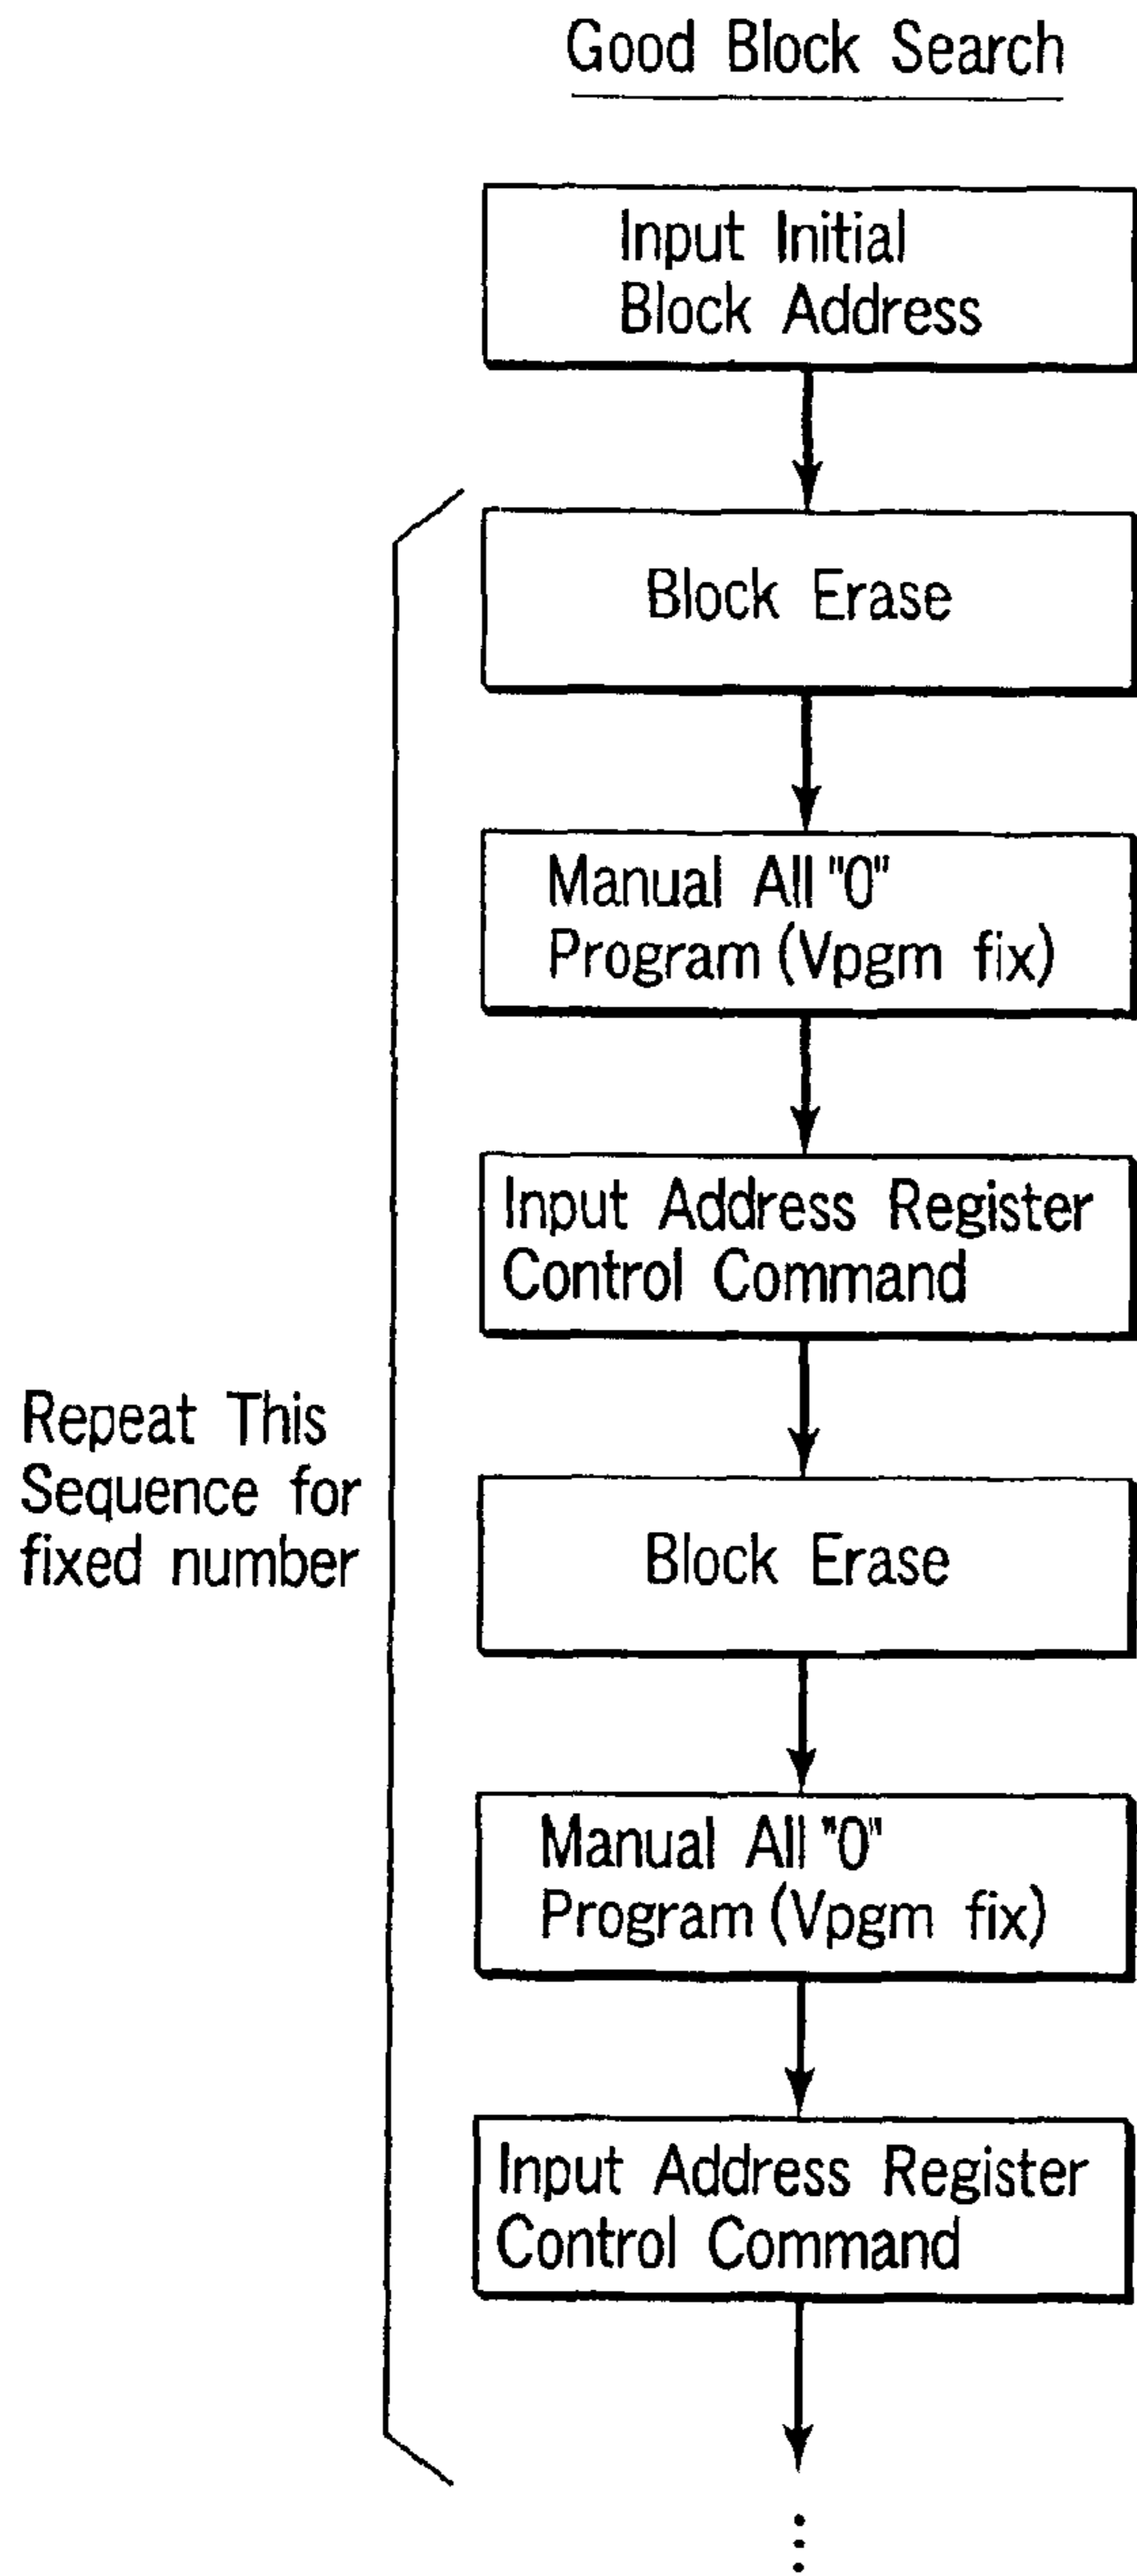 Good Block Search
Input Initial
Block Address
Block Erase
Manual All "0"
Program (Vpgm fix)
Input Address Register
Control Command
Repeat This
Sequence for
fixed number
Block Erase
Manual All "0"
Program (Vpgm fix)
Input Address Register
Control Command